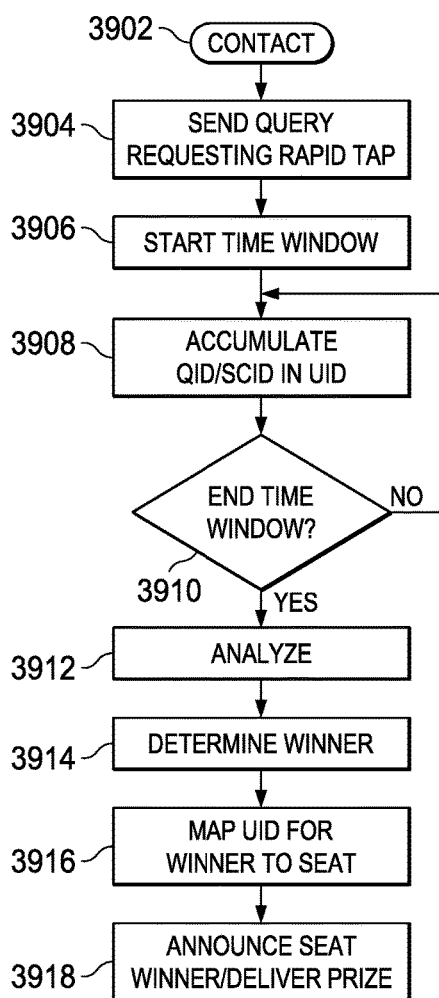 3902
CONTACT
3904
SEND QUERY
REQUESTING RAPID TAP
3906
START TIME WINDOW
3908
ACCUMULATE
QID/SCID IN UID
END TIME
WINDOW?
NO
3910
YES
3912
ANALYZE
3914
DETERMINE WINNER
3916
MAP UID FOR
WINNER TO SEAT
3918
ANNOUNCE SEAT
WINNER/DELIVER PRIZE